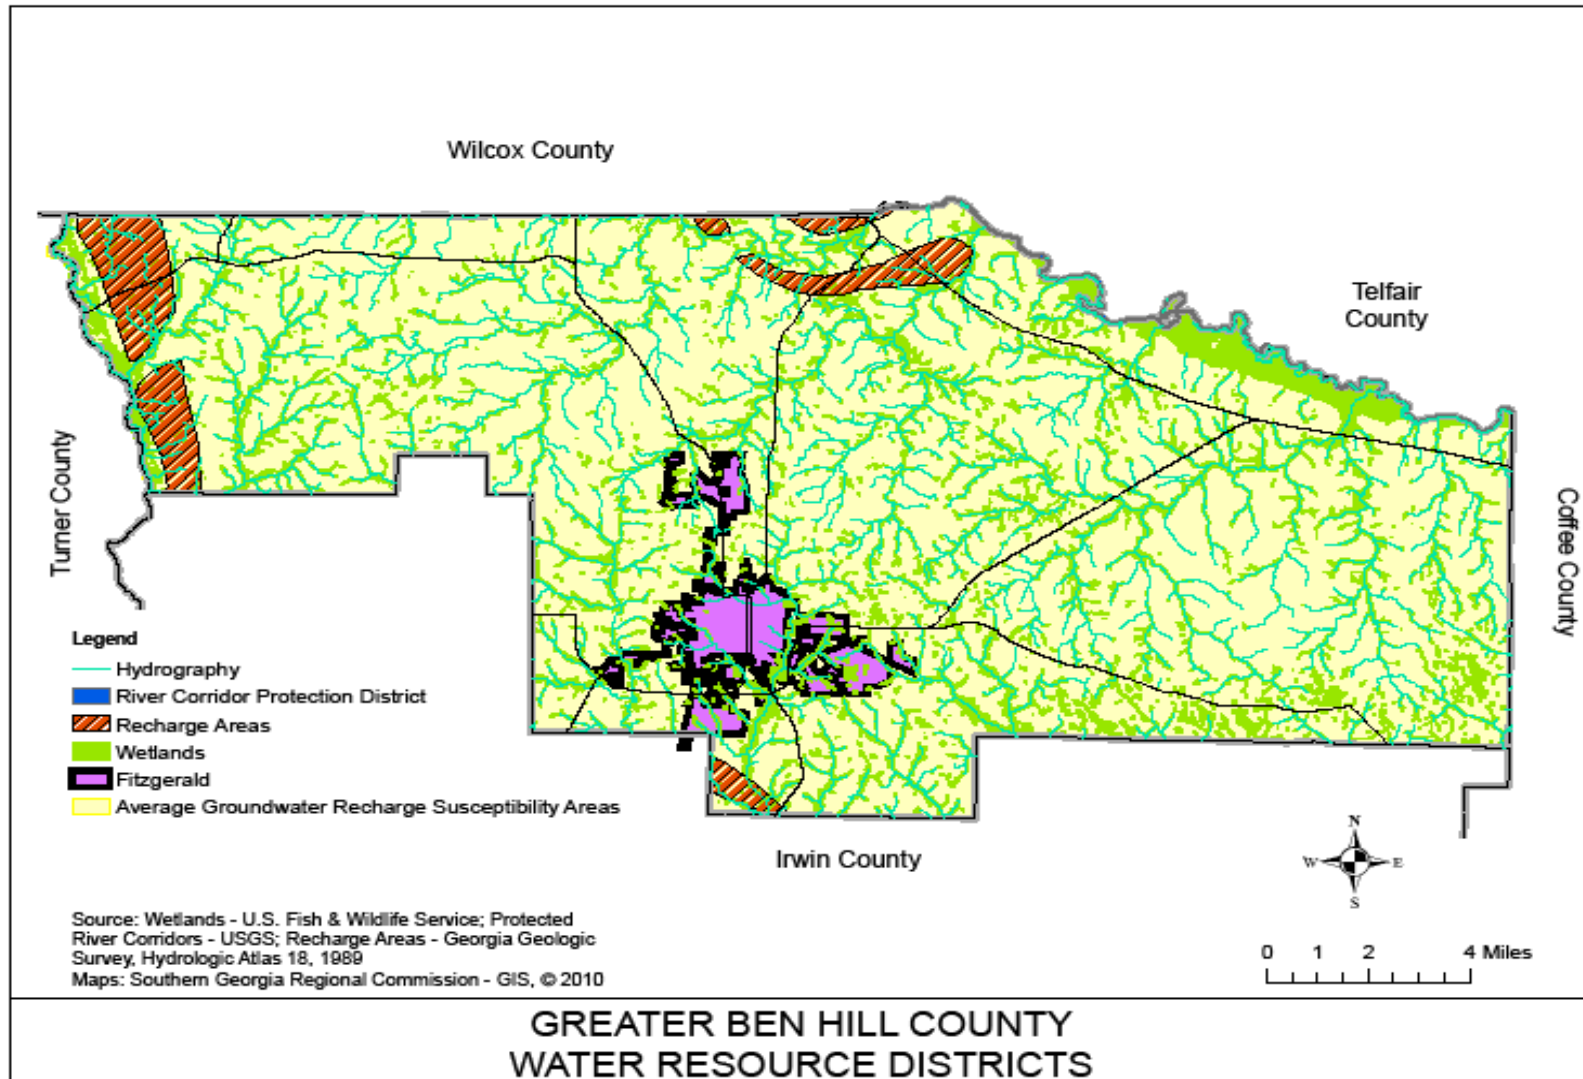 Wilcox County
Telfair
County
Turner County
Coffee County
Legend
Hydrography
River Corridor Protection District
Recharge Areas
Wetlands
Fitzgerald
Average Groundwater Recharge Susceptibility Areas
Irwin County
N
W E
S
Source: Wetlands - U.S. Fish & Wildlife Service; Protected
River Corridors - USGS; Recharge Areas - Georgia Geologic
Survey, Hydrologic Atlas 18, 1989
Maps: Southern Georgia Regional Commission - GIS, © 2010
0 1 2 4 Miles
GREATER BEN HILL COUNTY
WATER RESOURCE DISTRICTS